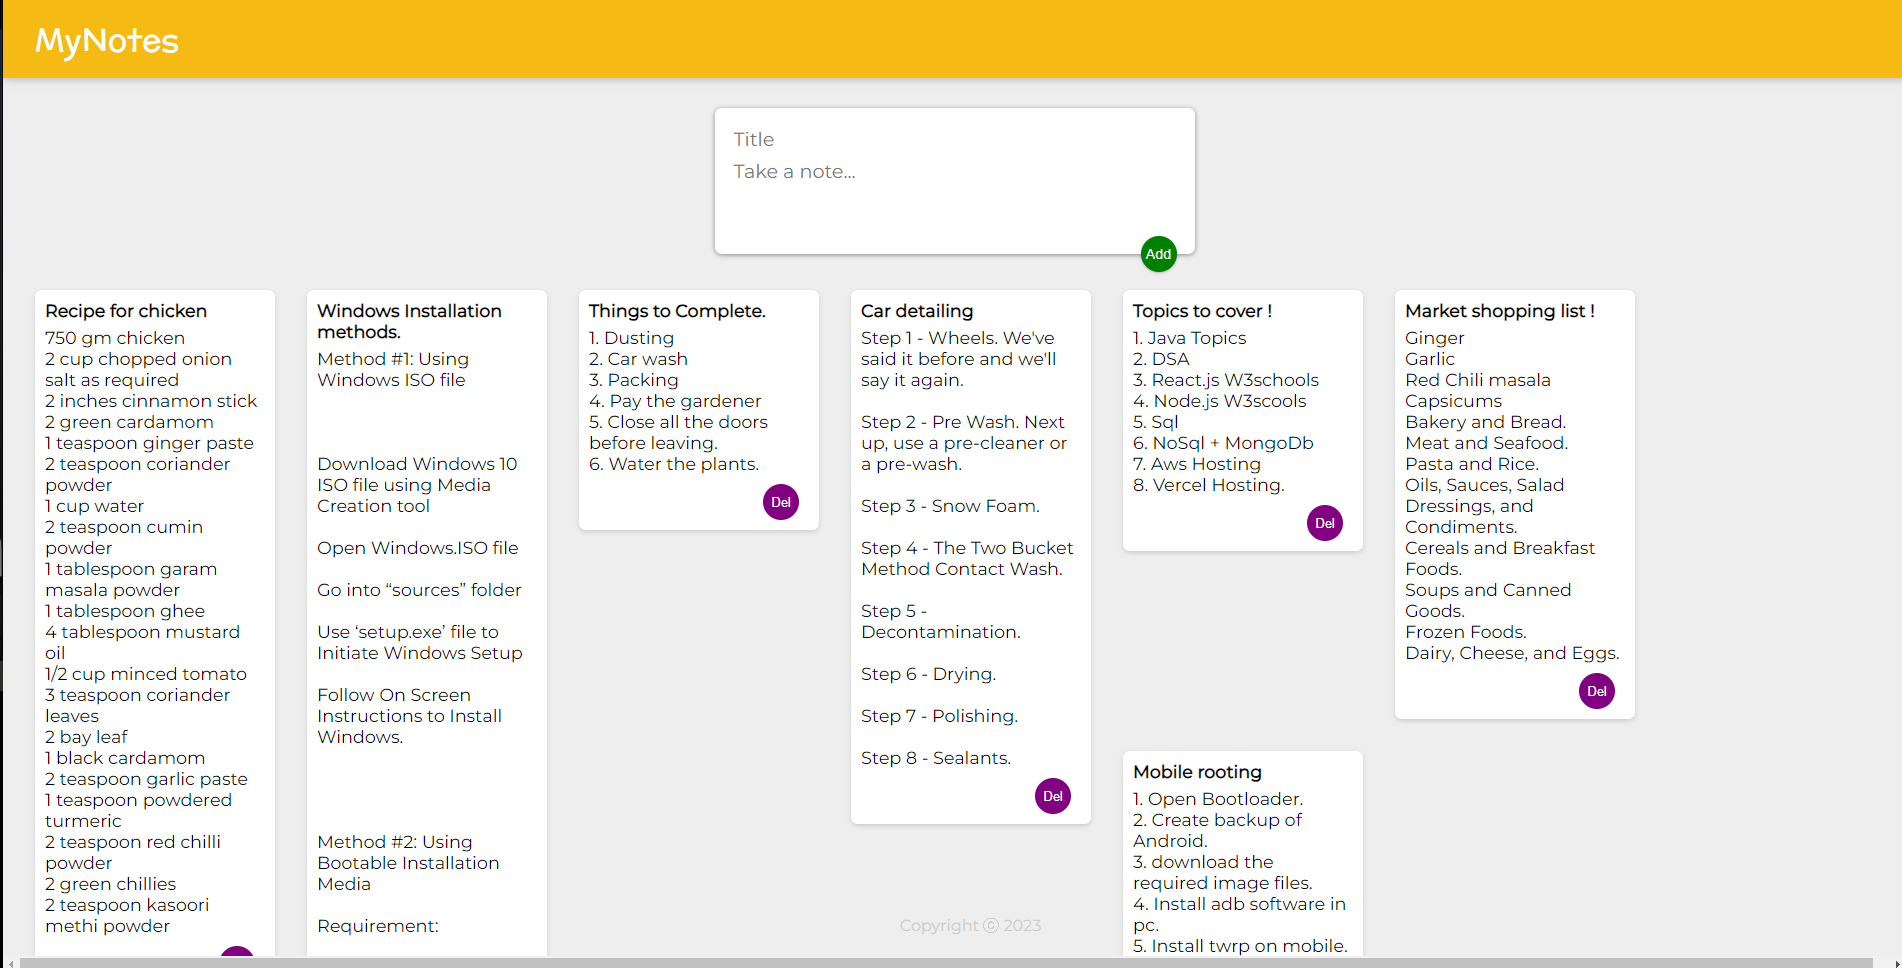 MyNotes
Title
Take a note...
Add
Recipe for chicken
750 gm chicken
2 cup chopped onion
salt as required
2 inches cinnamon stick
2 green cardamom
1 teaspoon ginger paste
2 teaspoon coriander
powder
1 cup water
2 teaspoon cumin
powder
1 tablespoon garam
masala powder
1 tablespoon ghee
4 tablespoon mustard
oil
1/2 cup minced tomato
3 teaspoon coriander
leaves
2 bay leaf
1 black cardamom
2 teaspoon garlic paste
1 teaspoon powdered
turmeric
2 teaspoon red chilli
powder
2 green chillies
2 teaspoon kasoori
methi powder
Windows Installation
methods.
Method #1: Using
Windows ISO file
Download Windows 10
ISO file using Media
Creation tool
Open Windows.ISO file
Go into “sources” folder
Use ‘setup.exe’ file to
Initiate Windows Setup
Follow On Screen
Instructions to Install
Windows.
Method #2: Using
Bootable Installation
Media
Requirement:
Things to Complete.
1. Dusting
2. Car wash
3. Packing
4. Pay the gardener
5. Close all the doors
before leaving.
6. Water the plants.
Del
Car detailing
Step 1 - Wheels. We've
said it before and we'll
say it again.
Step 2 - Pre Wash. Next
up, use a pre-cleaner or
a pre-wash.
Step 3 - Snow Foam.
Step 4 - The Two Bucket
Method Contact Wash.
Step 5 -
Decontamination.
Step 6 - Drying.
Step 7 - Polishing.
Step 8 - Sealants.
Del
Topics to cover !
1. Java Topics
2. DSA
3. React.js W3schools
4. Node.js W3scools
5. Sql
6. NoSql + MongoDb
7. Aws Hosting
8. Vercel Hosting.
Del
Mobile rooting
1. Open Bootloader.
2. Create backup of
Android.
3. download the
required image files.
4. Install adb software in
pc.
5. Install twrp on mobile.
Market shopping list !
Ginger
Garlic
Red Chili masala
Capsicums
Bakery and Bread.
Meat and Seafood.
Pasta and Rice.
Oils, Sauces, Salad
Dressings, and
Condiments.
Cereals and Breakfast
Foods.
Soups and Canned
Goods.
Frozen Foods.
Dairy, Cheese, and Eggs.
Del
Copyright ⓒ 2023